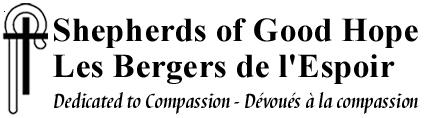 Shepherds of Good Hope
Les Bergers de l'Espoir
Dedicated to Compassion - Dévoués à la compassion